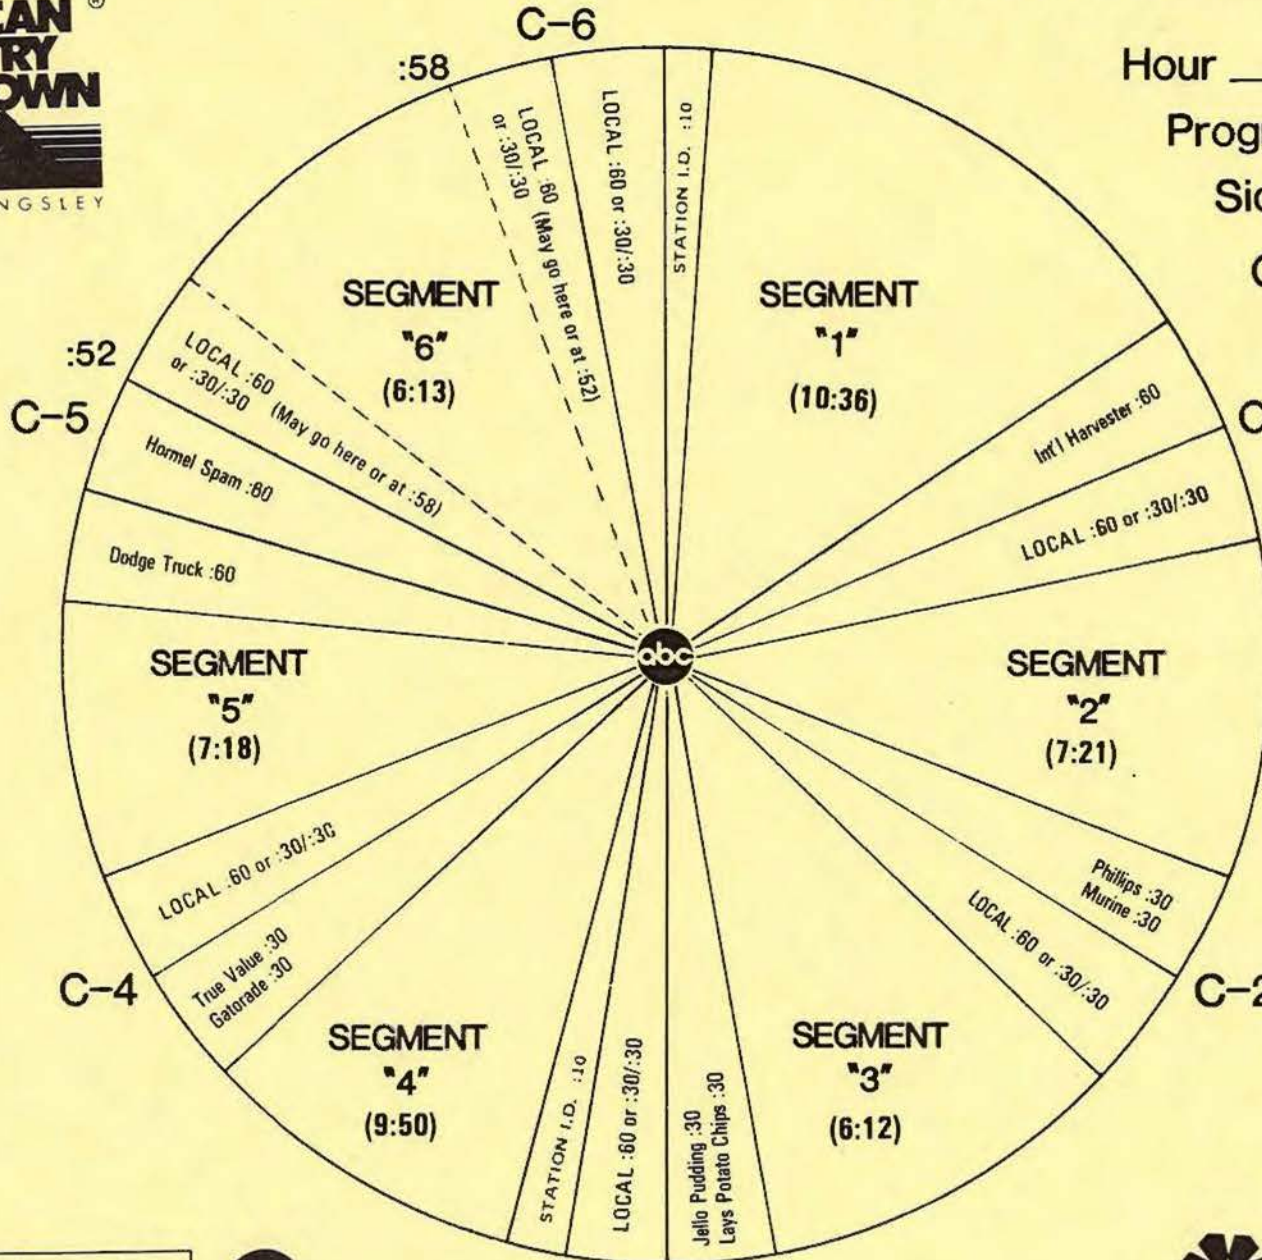 C-6
:58
Hour
STATION I.D. :10
LOCAL :60 or :30/:30
LOCAL :60 (May go here or at :52)
or :30/:30
SEGMENT
"1"
(10:36)
Int'l Harvester :60
LOCAL :60 or :30/:30
SEGMENT
"2"
(7:21)
Phillips :30
Murine :30
LOCAL :60 or :30/:30
SEGMENT
"3"
(6:12)
Jello Pudding :30
Lays Potato Chips :30
LOCAL :60 or :30/:30
STATION I.D. :10
SEGMENT
"4"
(9:50)
True Value :30
Gatorade :30
C-4
LOCAL :60 or :30/:30
SEGMENT
"5"
(7:18)
Dodge Truck :60
Hormel Spam :60
C-5
:52
LOCAL :60 (May go here or at :58)
or :30/:30
SEGMENT
"6"
(6:13)
abc
C-2